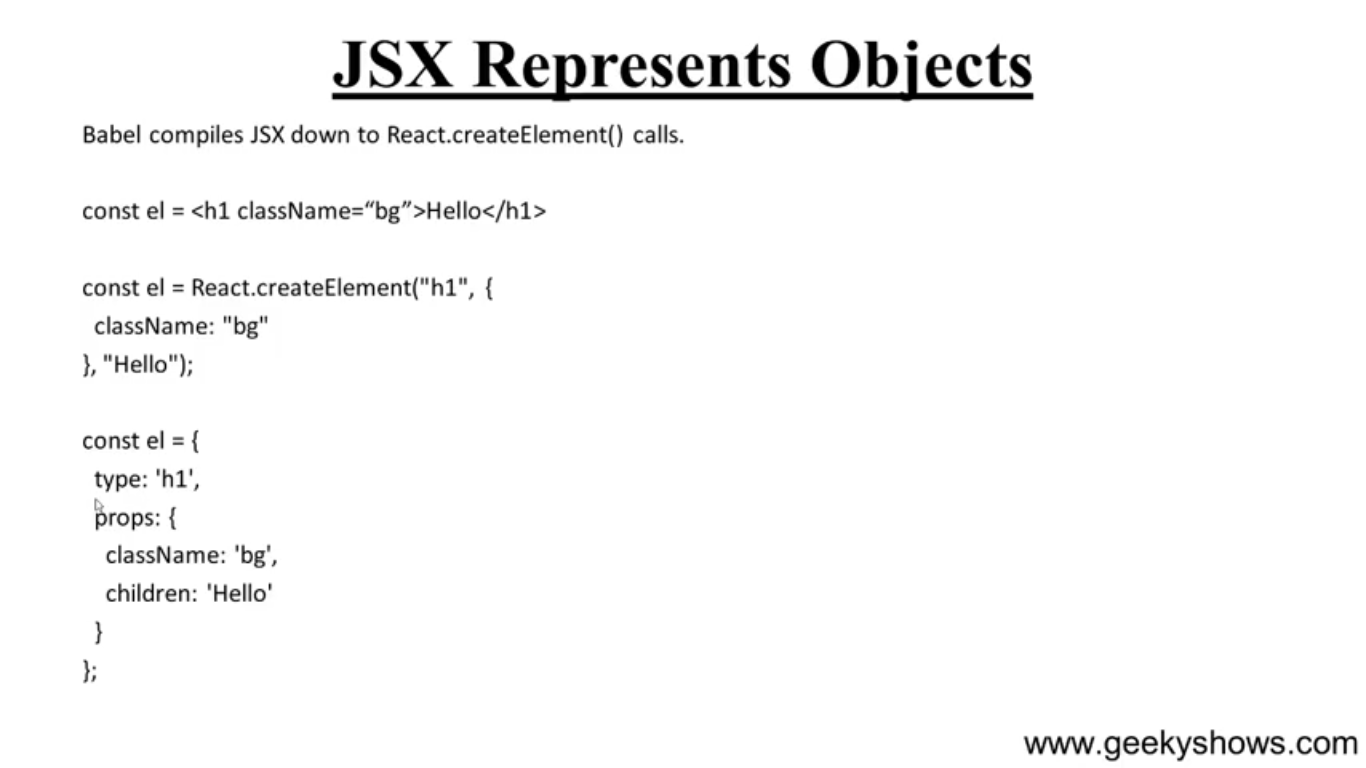 JSX Represents Objects
Babel compiles JSX down to React.createElement() calls.
const el = <h1 className=“bg”>Hello</h1>
const el = React.createElement("h1", {
className: "bg"
}, "Hello");
const el = {
type: 'h1',
props: {
className: 'bg',
children: 'Hello'
}
};
www.geekyshows.com